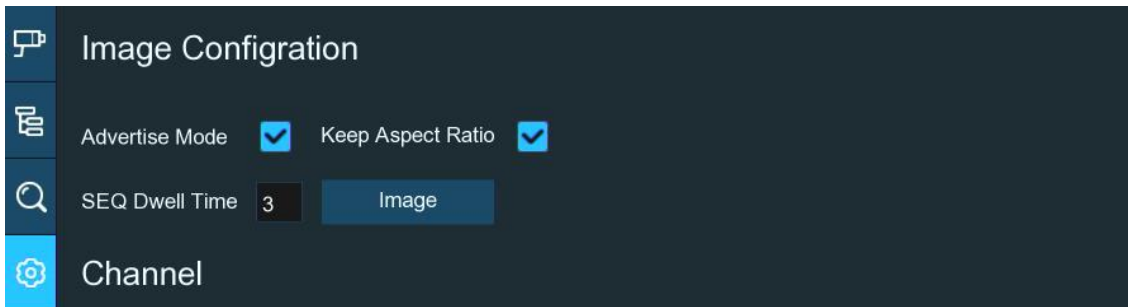 Image Configration
Advertise Mode Keep Aspect Ratio
SEQ Dwell Time 3 Image
Channel